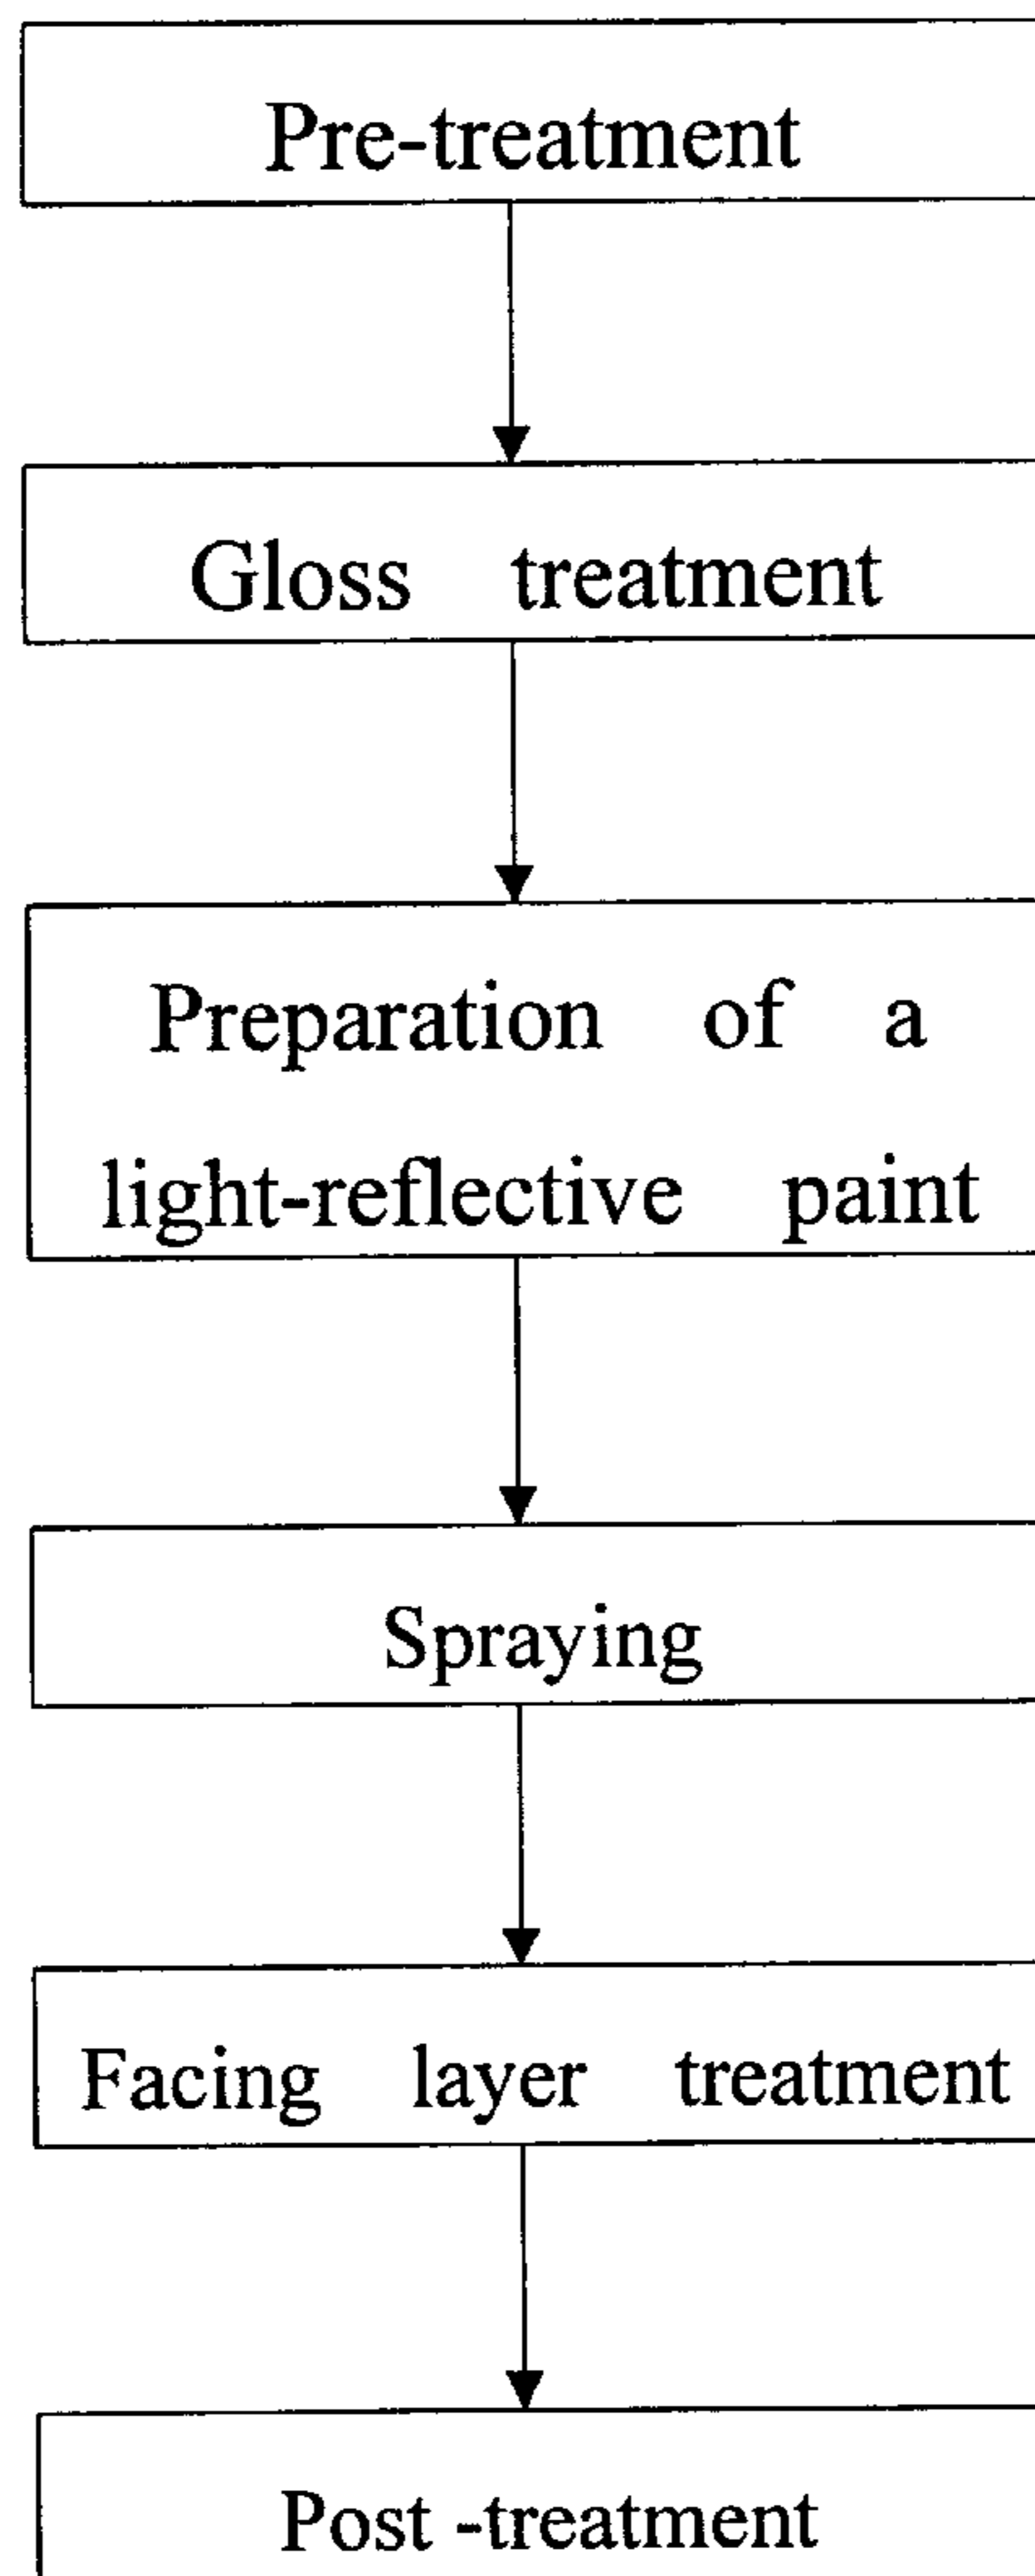 Pre-treatment
Gloss treatment
Preparation of a
light-reflective paint
Spraying
Facing layer treatment
Post -treatment